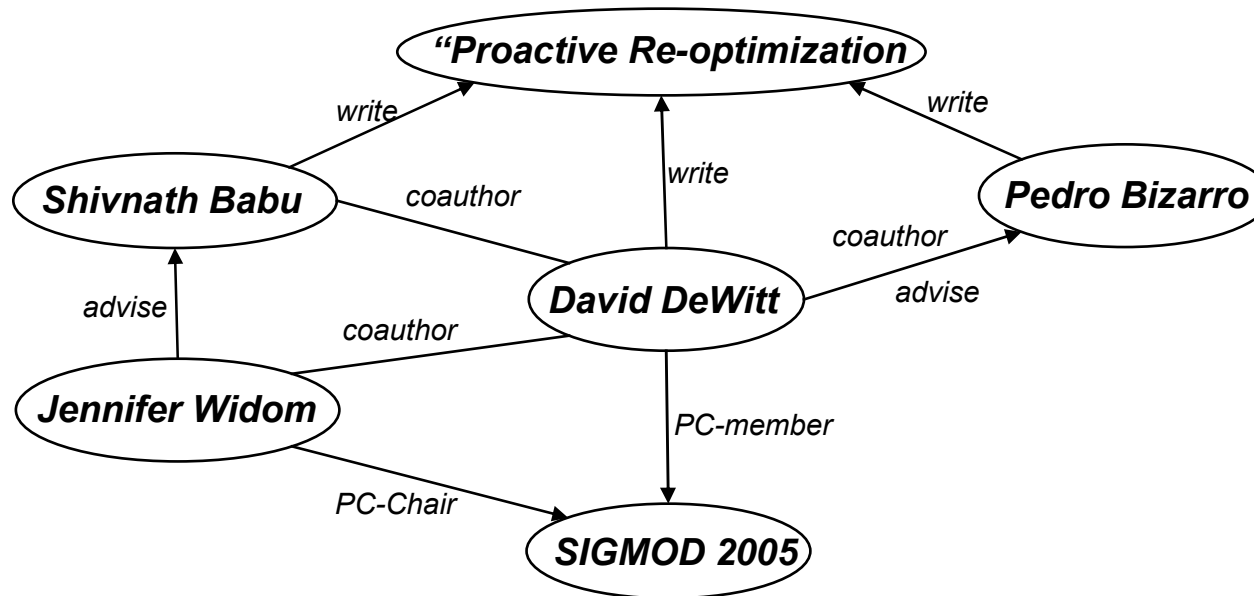 “Proactive Re-optimization
write
write
write
Shivnath Babu
coauthor
Pedro Bizarro
coauthor
advise
David DeWitt
advise
coauthor
Jennifer Widom
PC-member
PC-Chair
SIGMOD 2005